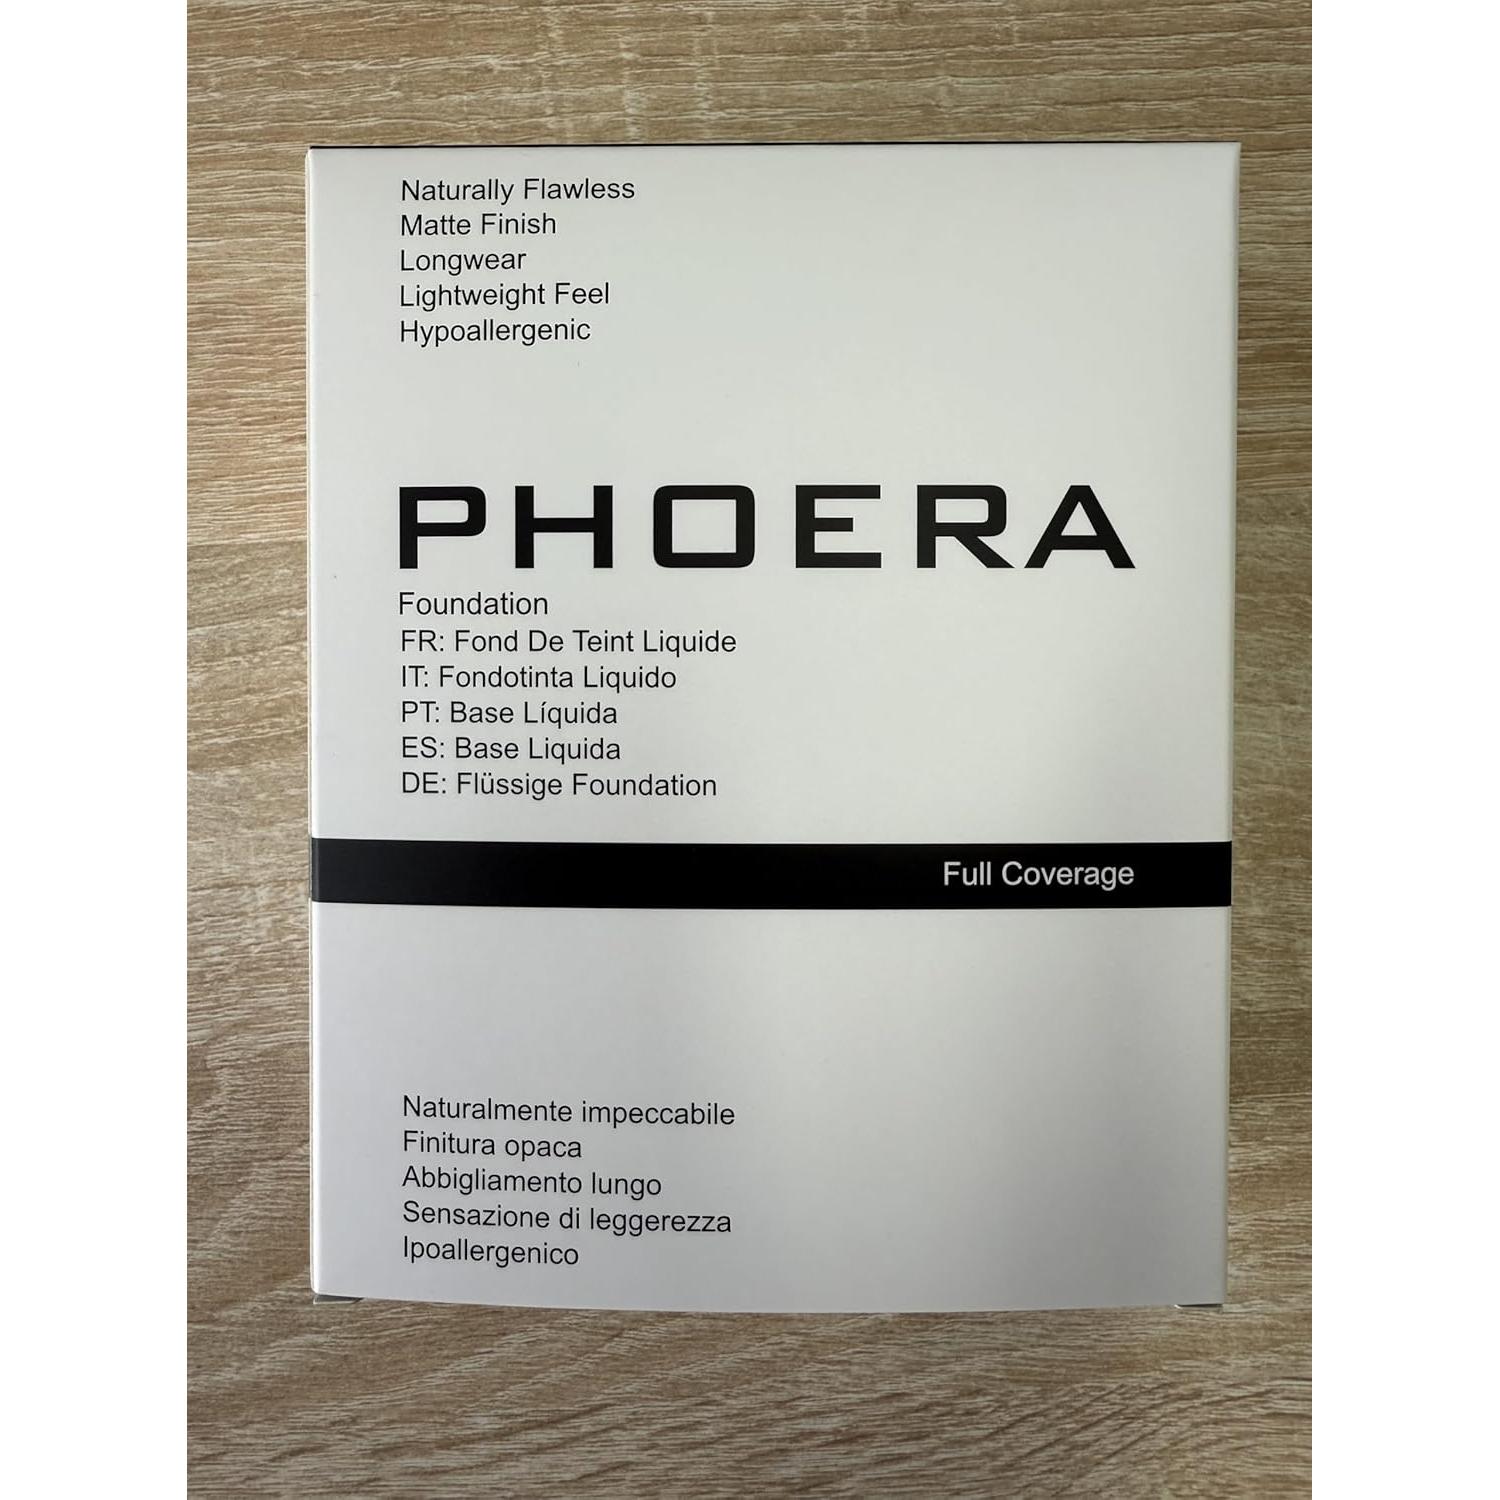 Naturally Flawless
Matte Finish
Longwear
Lightweight Feel
Hypoallergenic
PHOERA
Foundation
FR: Fond De Teint Liquide
IT: Fondotinta Liquido
PT: Base Líquida
ES: Base Liquida
DE: Flüssige Foundation
Full Coverage
Naturalmente impeccabile
Finitura opaca
Abbigliamento lungo
Sensazione di leggerezza
Ipoallergenico